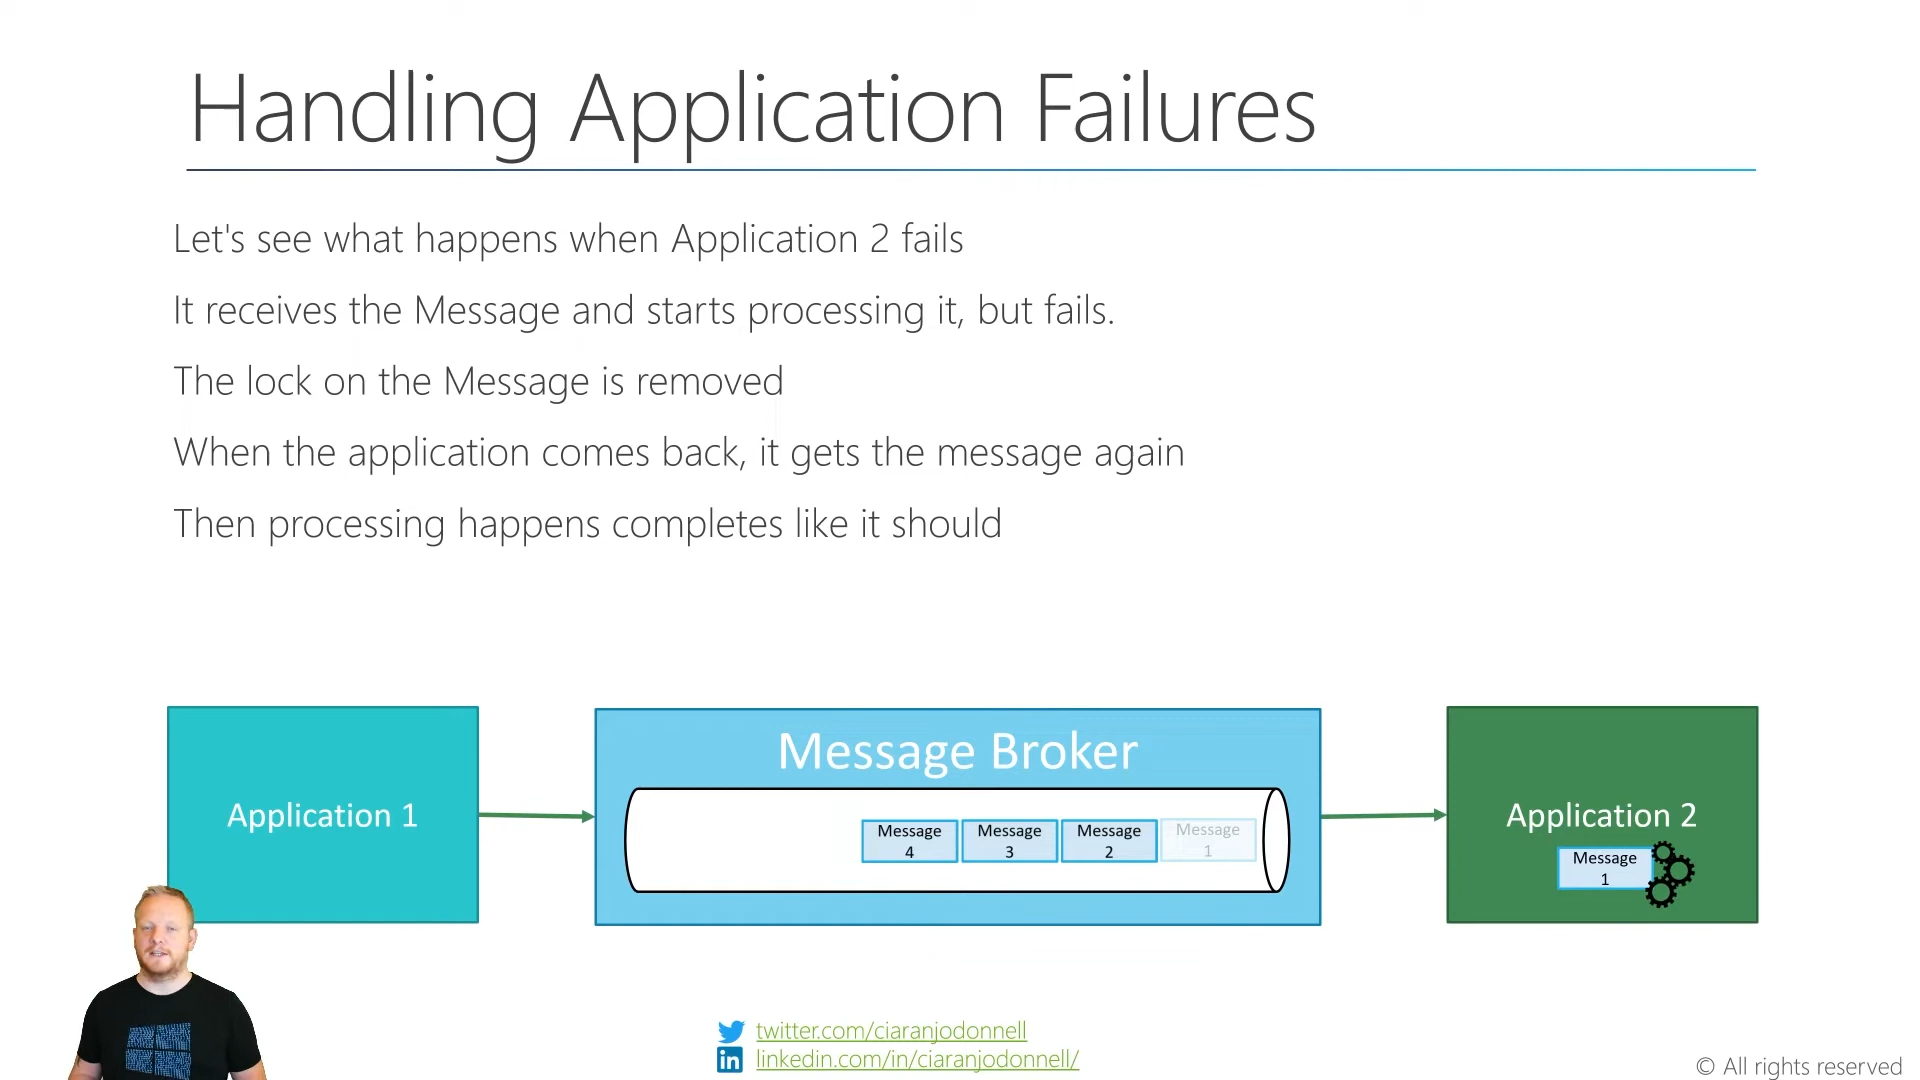 Handling Application Failures
Let's see what happens when Application 2 fails
It receives the Message and starts processing it, but fails.
The lock on the Message is removed
When the application comes back, it gets the message again
Then processing happens completes like it should
Application 1
Message Broker
Message
4
Message
3
Message
2
Message
1
Application 2
Message
1
twitter.com/ciaranjodonnell
linkedin.com/in/ciaranjodonnell/
© All rights reserved